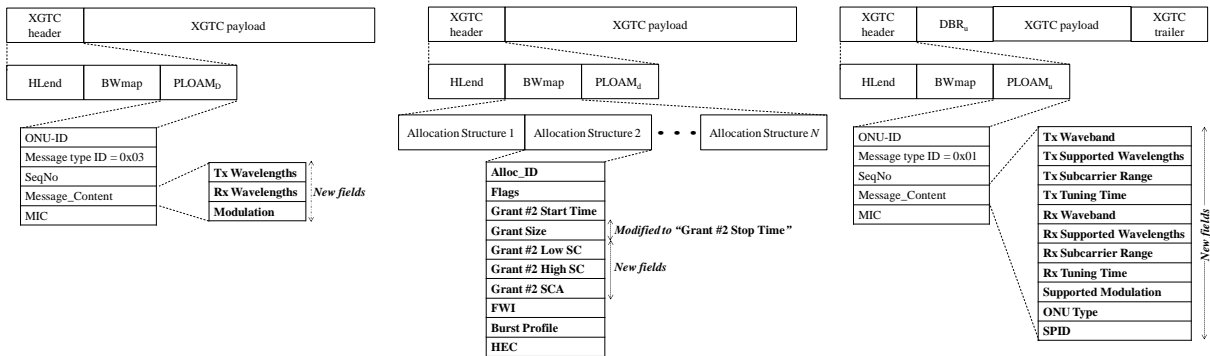 XGTC header
XGTC payload
HLend
BWmap
PLOAMD
ONU-ID
Message type ID = 0x03
SeqNo
Message_Content
MIC
Tx Wavelengths
Rx Wavelengths
Modulation
New fields
XGTC header
XGTC payload
HLend
BWmap
PLOAMd
Allocation Structure 1
Allocation Structure 2
• • •
Allocation Structure N
Alloc_ID
Flags
Grant #2 Start Time
Grant Size
Grant #2 Low SC
Grant #2 High SC
Grant #2 SCA
FWI
Burst Profile
HEC
Modified to “Grant #2 Stop Time”
New fields
XGTC header
DBRu
XGTC payload
XGTC trailer
HLend
BWmap
PLOAMu
ONU-ID
Message type ID = 0x01
SeqNo
Message_Content
MIC
Tx Waveband
Tx Supported Wavelengths
Tx Subcarrier Range
Tx Tuning Time
Rx Waveband
Rx Supported Wavelengths
Rx Subcarrier Range
Rx Tuning Time
Supported Modulation
ONU Type
SPID
New fields